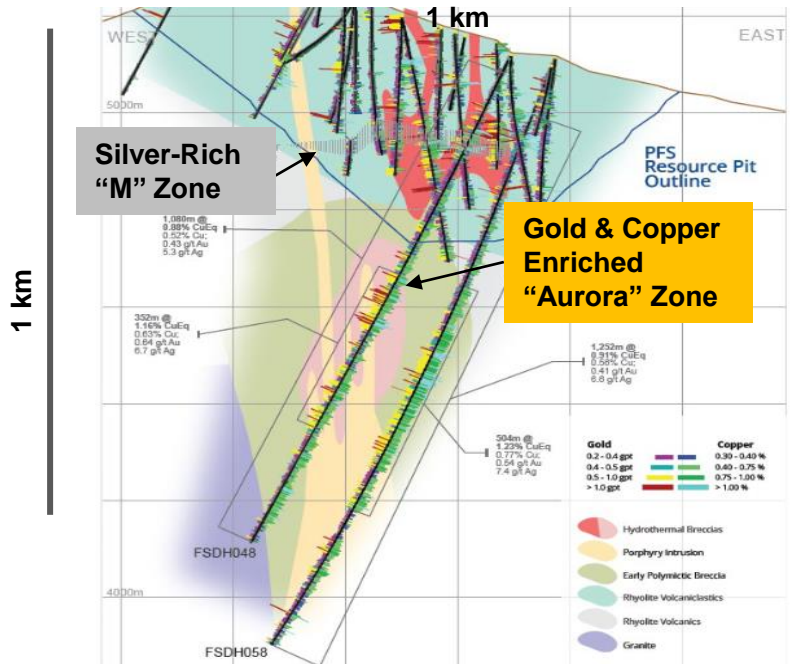 1 km
WEST
EAST
5000m
Silver-Rich
“M” Zone
PFS
Resource Pit
Outline
Gold & Copper
Enriched
“Aurora” Zone
1 km
1,080m @
0.88% CuEq
0.52% Cu;
0.43 g/t Au
5.3 g/t Ag
352m @
1.16% CuEq
0.63% Cu;
0.64 g/t Au
6.7 g/t Ag
1,252m @
0.91% CuEq
0.56% Cu;
0.41 g/t Au
6.6 g/t Ag
504m @
1.23% CuEq
0.77% Cu;
0.54 g/t Au
7.4 g/t Ag
Gold Copper
0.2 - 0.4 gpt 0.30 - 0.40 %
0.4 - 0.5 gpt 0.40 - 0.75 %
0.5 - 1.0 gpt 0.75 - 1.00 %
> 1.0 gpt > 1.00 %
Hydrothermal Breccias
Porphyry Intrusion
Early Polymictic Breccia
Rhyolite Volcaniclastics
Rhyolite Volcanics
Granite
FSDH048
4000m
FSDH058